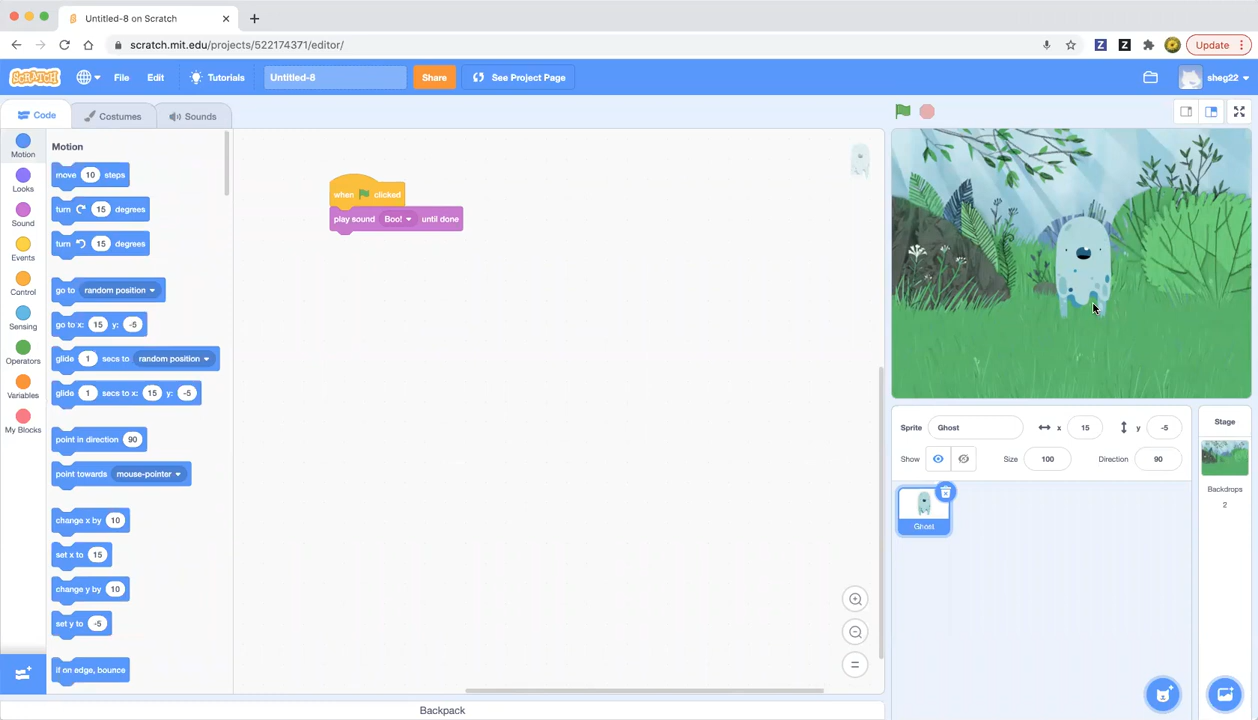 Untitled-8 on Scratch
scratch.mit.edu/projects/522174371/editor/
Update
SCRATCH
File
Edit
Tutorials
Untitled-8
Share
See Project Page
sheg22
Code
Costumes
Sounds
Motion
Looks
Sound
Events
Control
Sensing
Operators
Variables
My Blocks
Motion
move 10 steps
turn 15 degrees
turn 15 degrees
go to random position
go to x: 15 y: -5
glide 1 secs to random position
glide 1 secs to x: 15 y: -5
point in direction 90
point towards mouse-pointer
change x by 10
set x to 15
change y by 10
set y to -5
if on edge, bounce
when clicked
play sound Boo! until done
Sprite Ghost x 15 y -5
Show Size 100 Direction 90
Ghost
Stage
Backdrops
2
Backpack